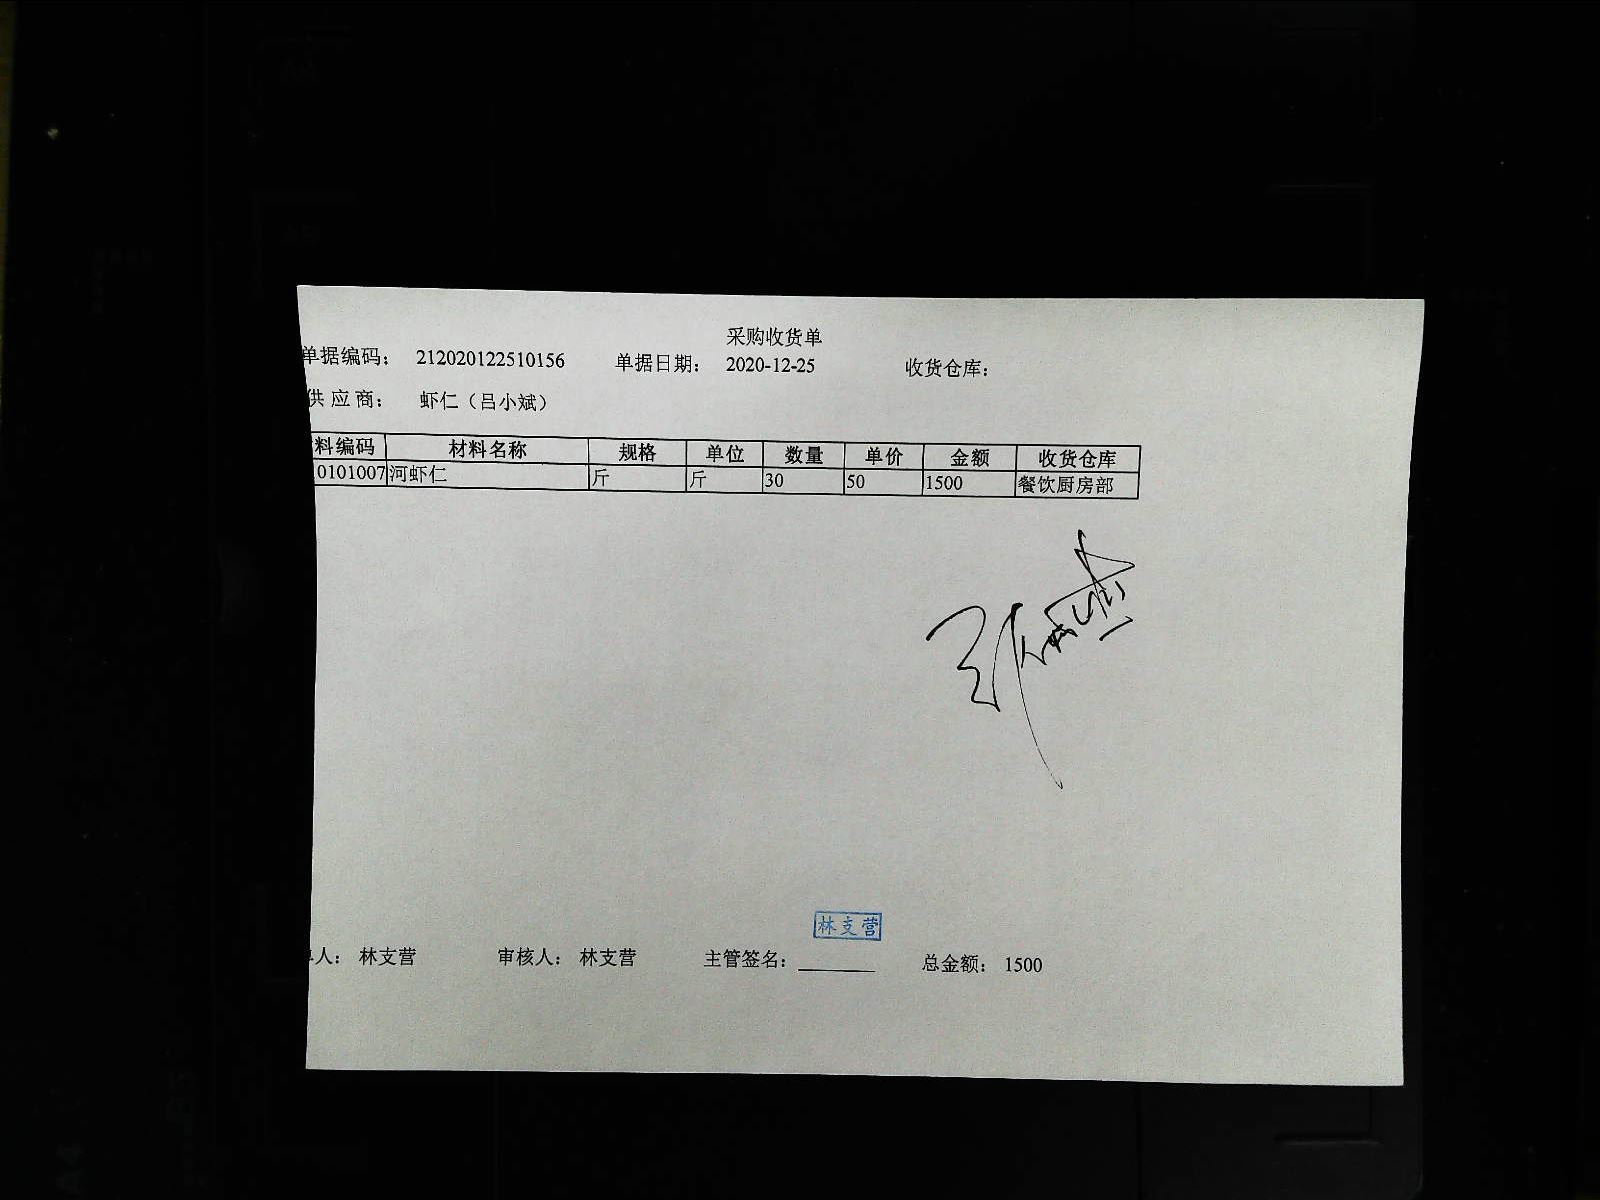 采购收货单
单据编码: 212020122510156 单据日期: 2020-12-25 收货仓库:
供应商: 虾仁（吕小斌）
料编码 材料名称 规格 单位 数量 单价 金额 收货仓库
0101007 河虾仁 斤 斤 30 50 1500 餐饮厨房部
林支营
人: 林支营 审核人: 林支营 主管签名: 总金额: 1500